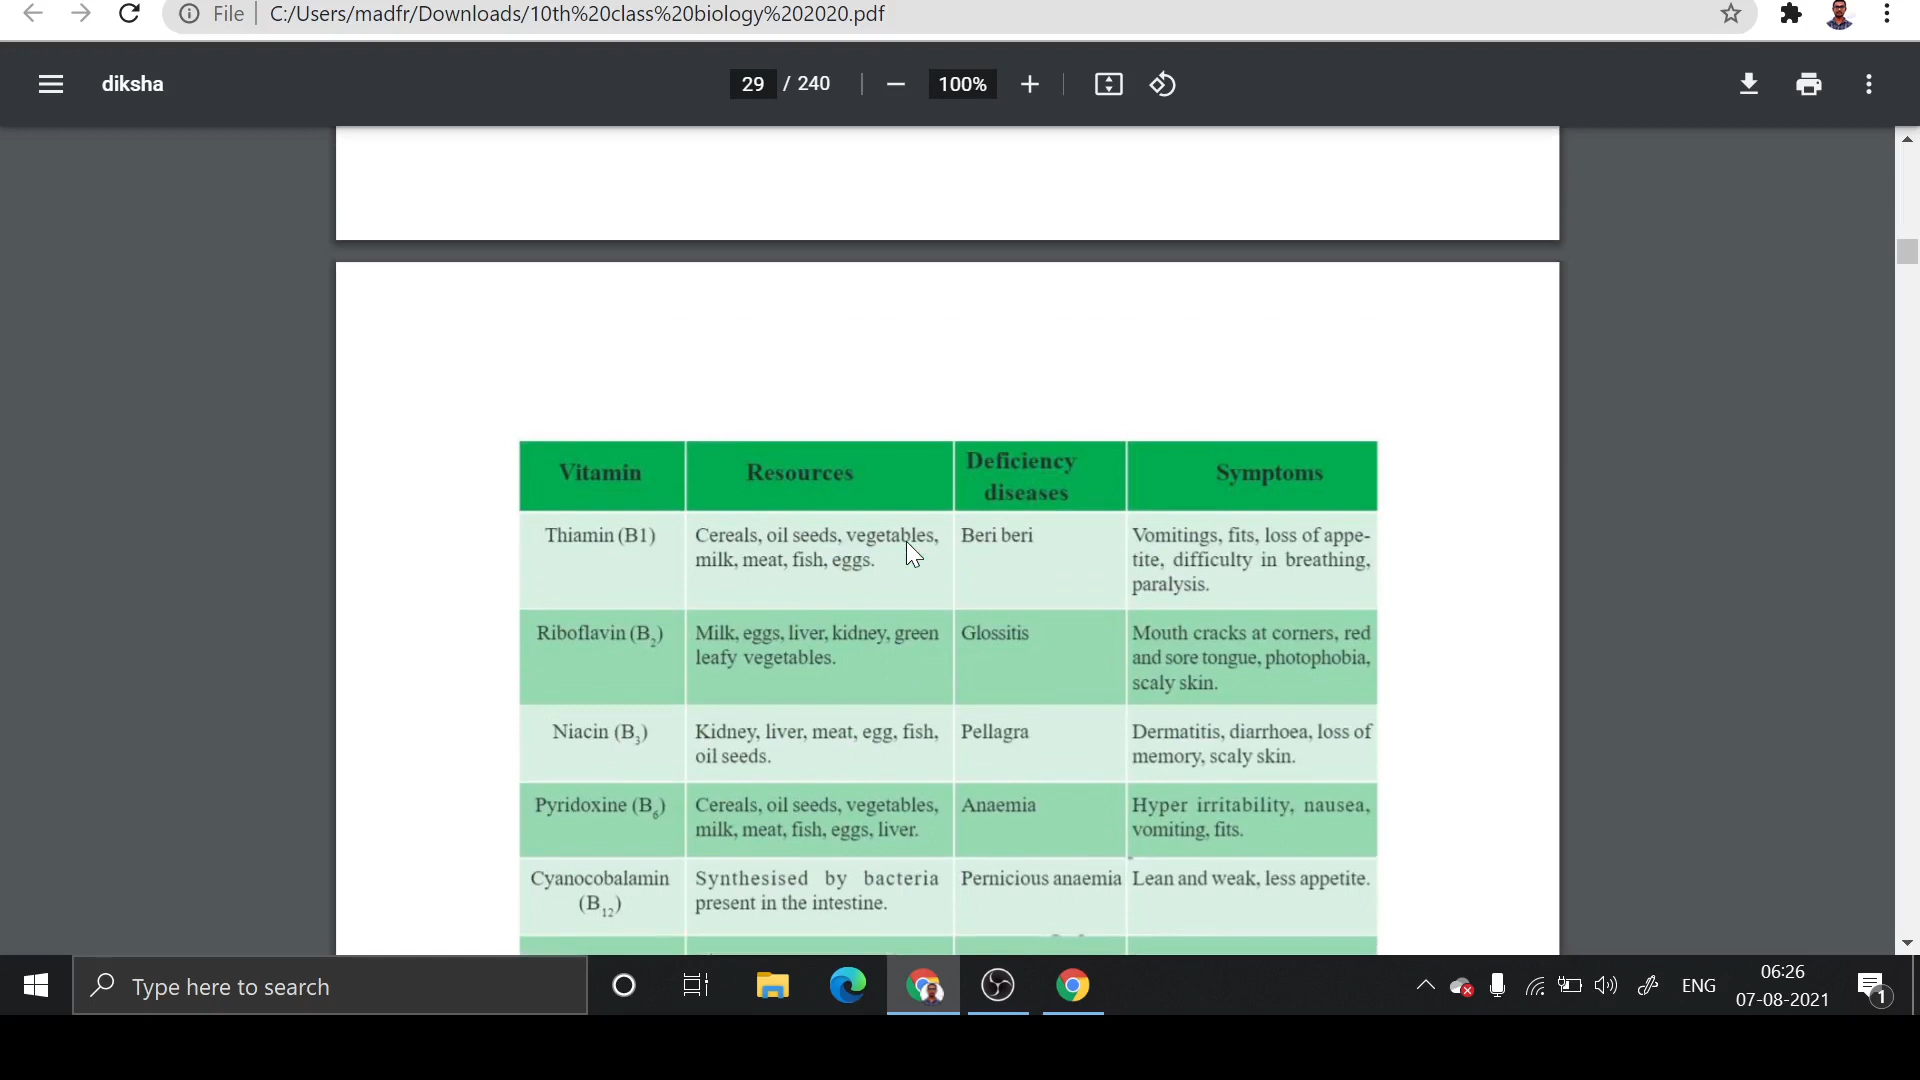 File C:/Users/madfr/Downloads/10th%20class%20biology%202020.pdf
diksha 29 / 240 100%
Vitamin Resources Deficiency diseases Symptoms
Thiamin (B1) Cereals, oil seeds, vegetables, Beri beri Vomitings, fits, loss of appe-
milk, meat, fish, eggs. tite, difficulty in breathing,
paralysis.
Riboflavin (B2) Milk, eggs, liver, kidney, green Glossitis Mouth cracks at corners, red
leafy vegetables. and sore tongue, photophobia,
scaly skin.
Niacin (B3) Kidney, liver, meat, egg, fish, Pellagra Dermatitis, diarrhoea, loss of
oil seeds. memory, scaly skin.
Pyridoxine (B6) Cereals, oil seeds, vegetables, Anaemia Hyper irritability, nausea,
milk, meat, fish, eggs, liver. vomiting, fits.
Cyanocobalamin Synthesised by bacteria Pernicious anaemia Lean and weak, less appetite.
(B12) present in the intestine.
Type here to search ENG 06:26
07-08-2021 1